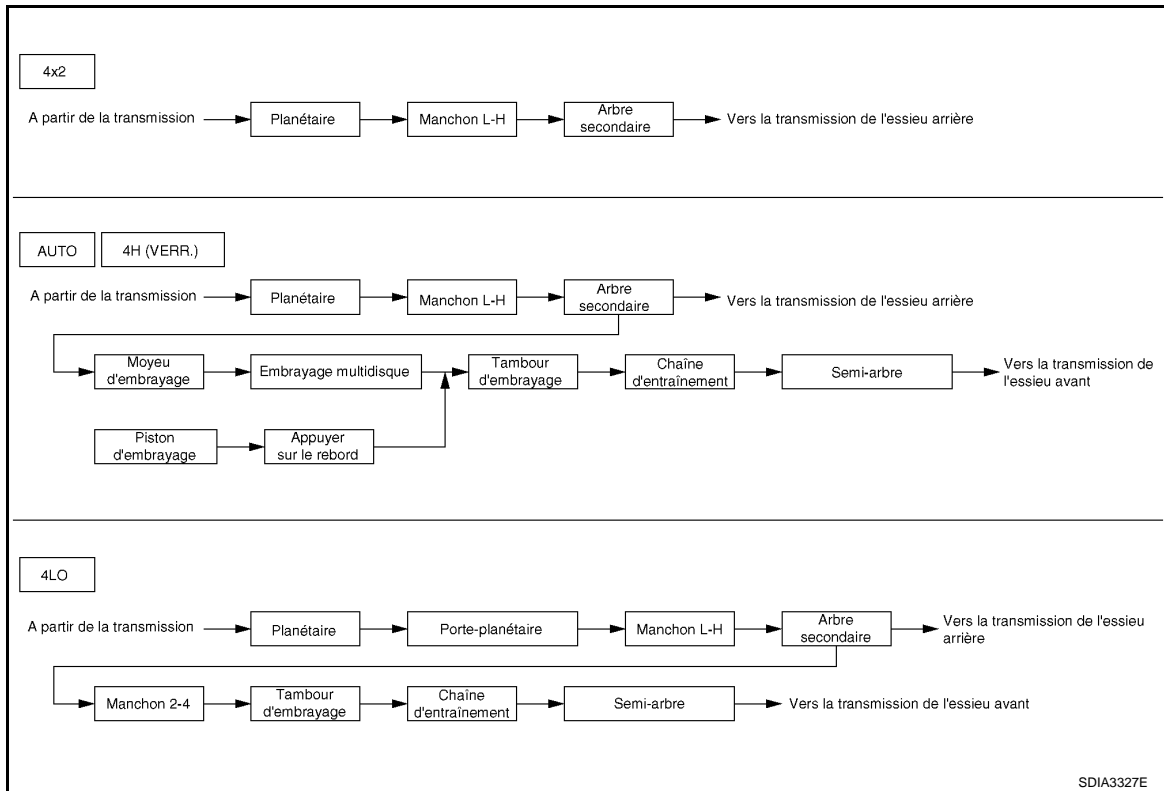 4x2
A partir de la transmission
Planétaire
Manchon L-H
Arbre
secondaire
Vers la transmission de l'essieu arrière
AUTO
4H (VERR.)
A partir de la transmission
Planétaire
Manchon L-H
Arbre
secondaire
Vers la transmission de l'essieu arrière
Moyeu
d'embrayage
Embrayage multidisque
Tambour
d'embrayage
Chaîne
d'entraînement
Semi-arbre
Vers la transmission de
l'essieu avant
Piston
d'embrayage
Appuyer
sur le rebord
4LO
A partir de la transmission
Planétaire
Porte-planétaire
Manchon L-H
Arbre
secondaire
Vers la transmission de l'essieu
arrière
Manchon 2-4
Tambour
d'embrayage
Chaîne
d'entraînement
Semi-arbre
Vers la transmission de l'essieu avant
SDIA3327E